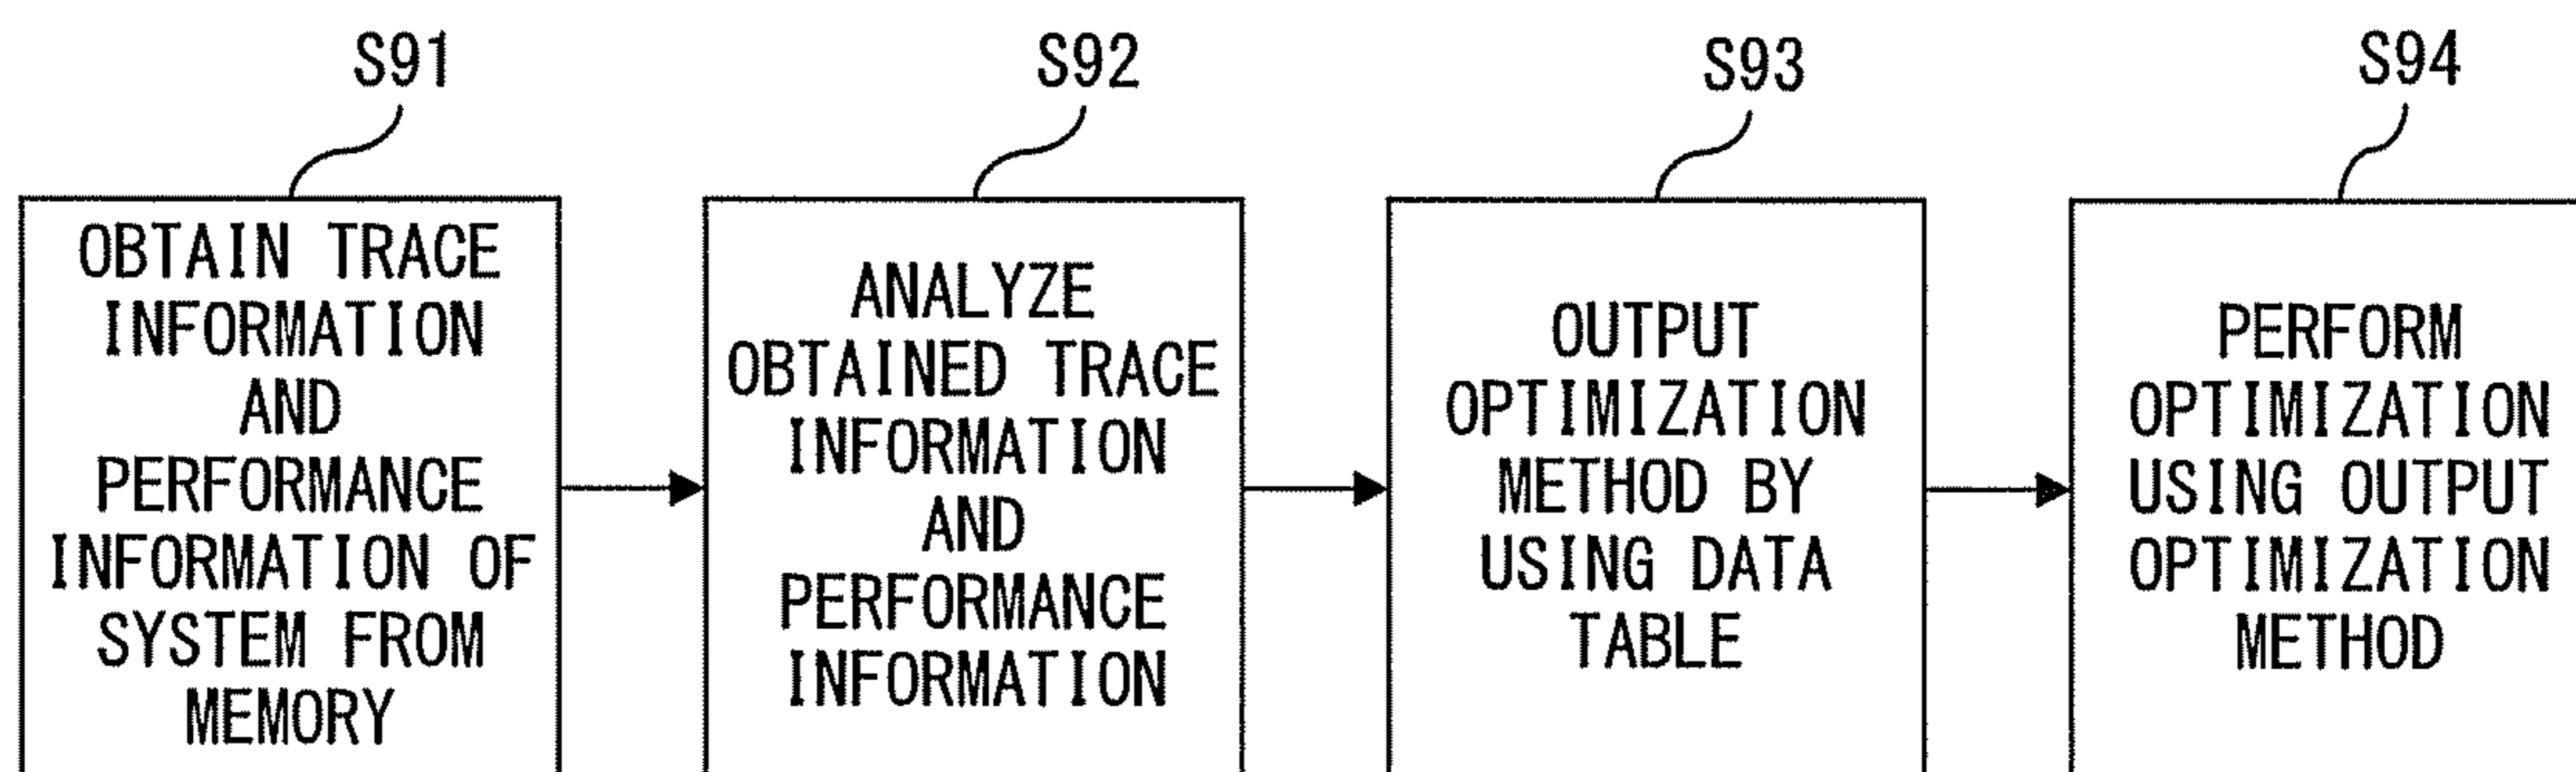 S91
OBTAIN TRACE
INFORMATION
AND
PERFORMANCE
INFORMATION OF
SYSTEM FROM
MEMORY
S92
ANALYZE
OBTAINED TRACE
INFORMATION
AND
PERFORMANCE
INFORMATION
S93
OUTPUT
OPTIMIZATION
METHOD BY
USING DATA
TABLE
S94
PERFORM
OPTIMIZATION
USING OUTPUT
OPTIMIZATION
METHOD